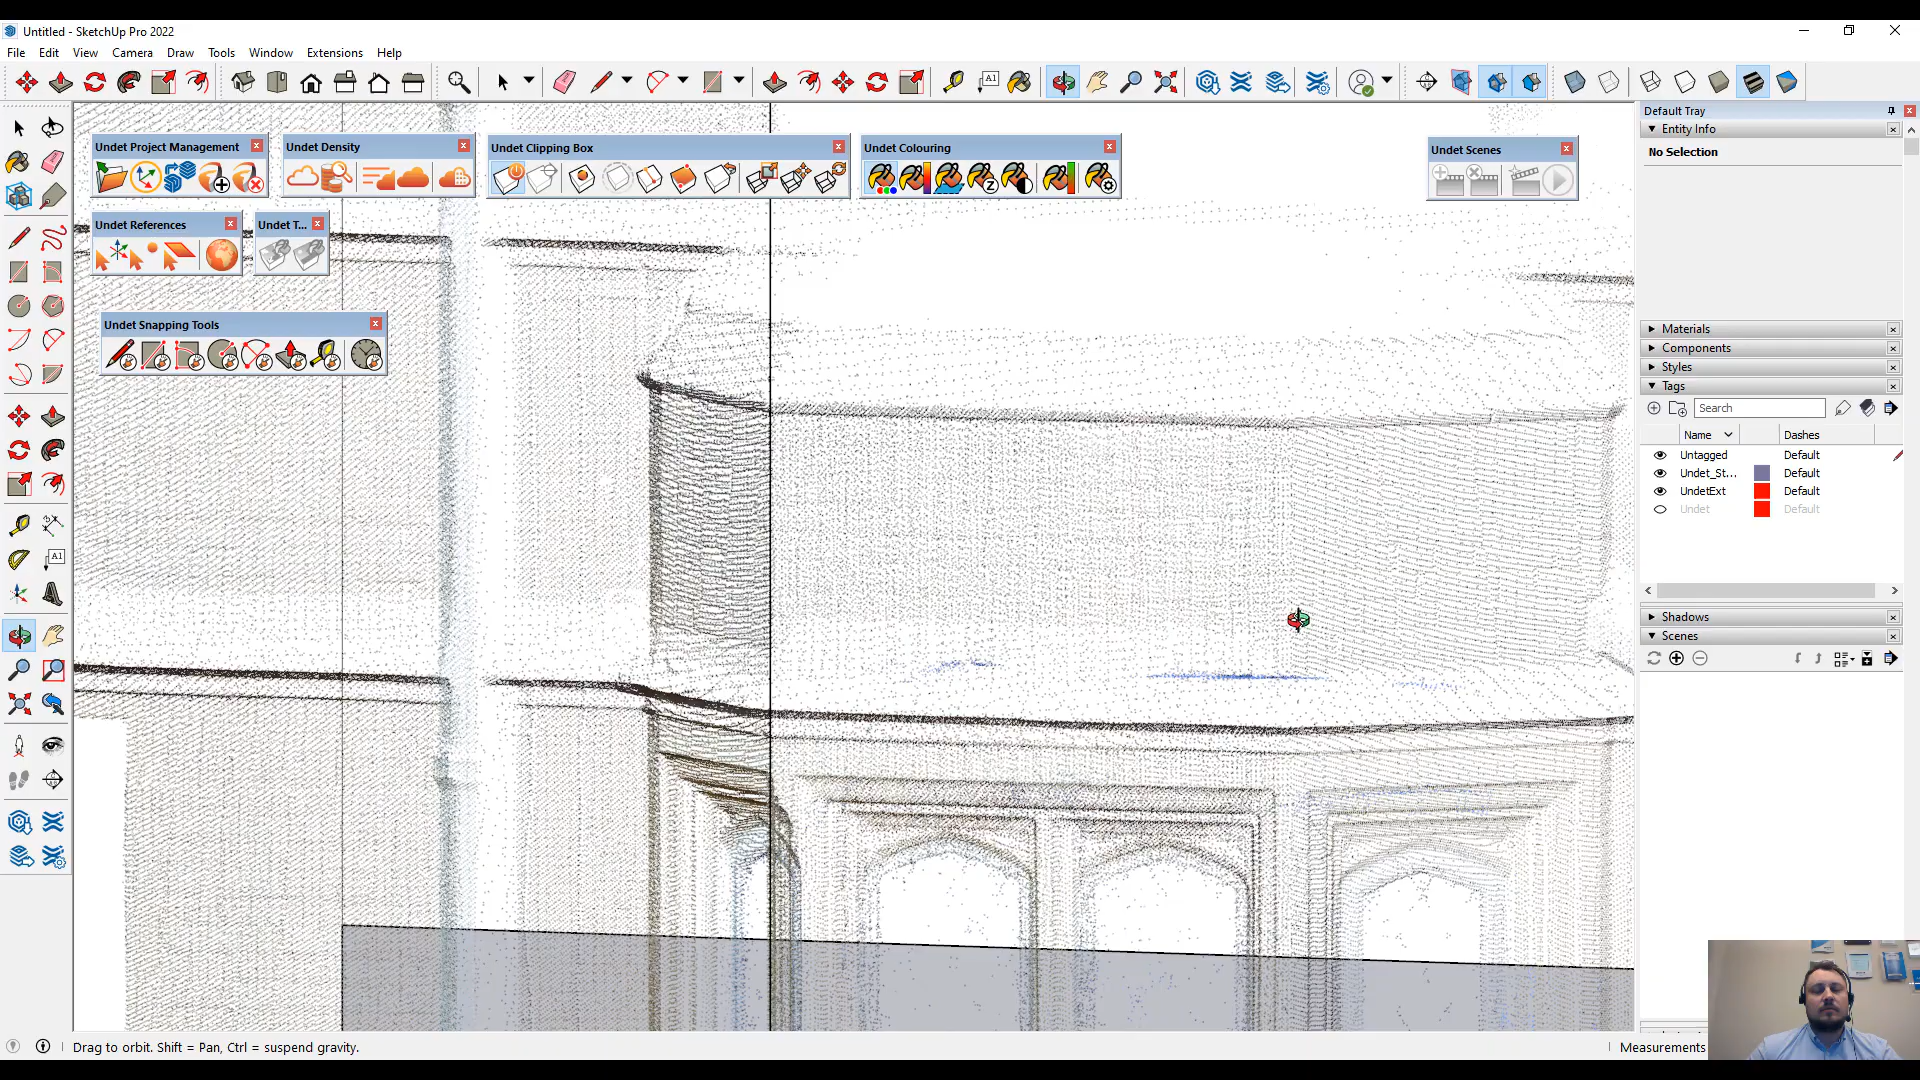 Untitled - SketchUp Pro 2022
File Edit View Camera Draw Tools Window Extensions Help
A1
Default Tray
Entity Info
No Selection
Undet Project Management
Undet Density
Undet Clipping Box
Undet Colouring
Undet Scenes
Z
Undet References
Undet T...
Undet Snapping Tools
Materials
Components
Styles
Tags
Search
Name Dashes
Untagged Default
Undet_St... Default
UndetExt Default
Undet Default
A1
Shadows
Scenes
Drag to orbit. Shift = Pan, Ctrl = suspend gravity.
Measurements